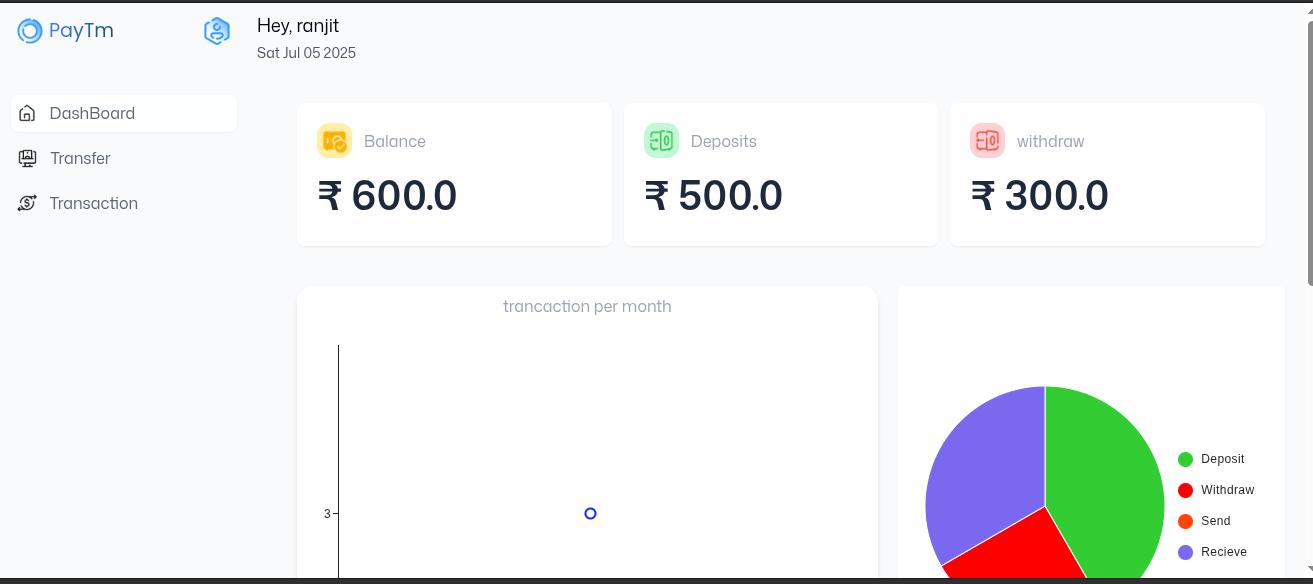 PayTm
Hey, ranjit
Sat Jul 05 2025
DashBoard
Transfer
Transaction
Balance
₹ 600.0
Deposits
₹ 500.0
withdraw
₹ 300.0
trancaction per month
3
Deposit
Withdraw
Send
Recieve